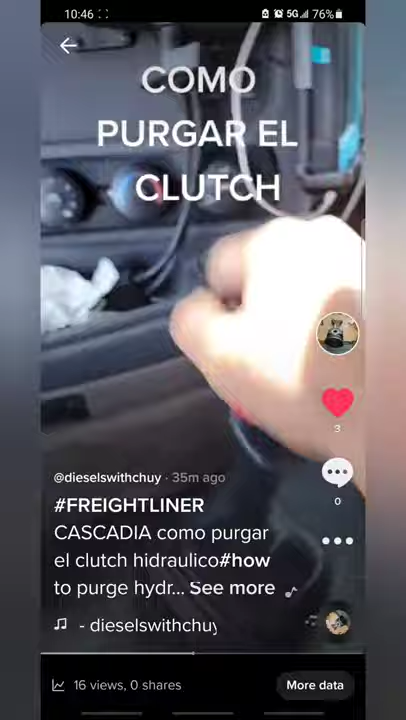 10:46
5G 76%
COMO
PURGAR EL
CLUTCH
3
0
@dieselswithchuy · 35m ago
#FREIGHTLINER
CASCADIA como purgar
el clutch hidraulico#how
to purge hydr... See more
- dieselswithchuy
16 views, 0 shares
More data